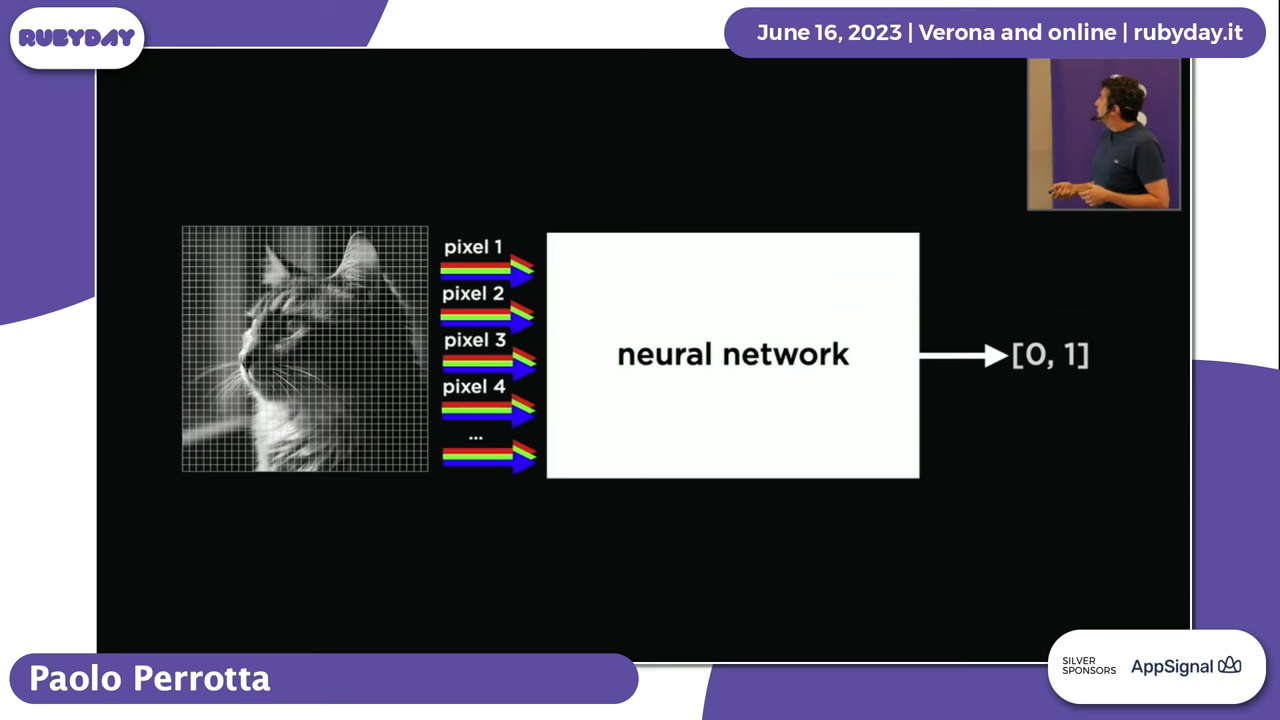 RUBYDAY
June 16, 2023 | Verona and online | rubyday.it
pixel 1
pixel 2
pixel 3
pixel 4
...
neural network
[0, 1]
Paolo Perrotta
SILVER
SPONSORS
AppSignal